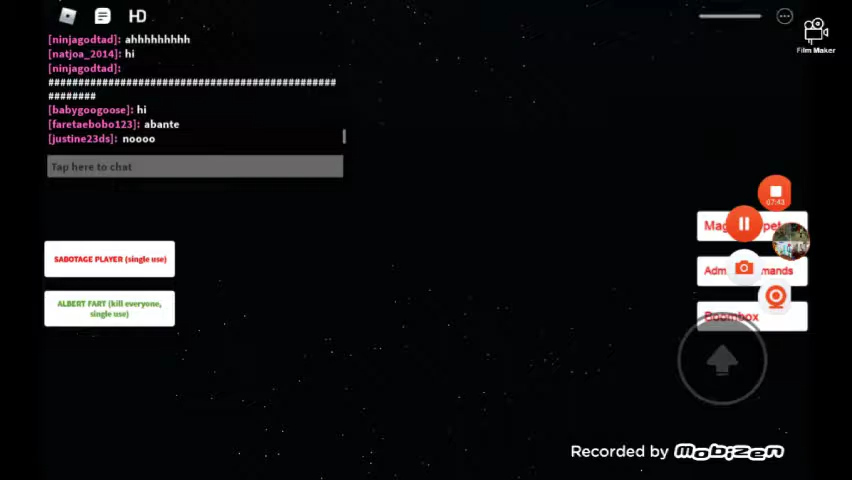 HD
Film Maker
[ninjagodtad]: ahhhhhhhhh
[natjoa_2014]: hi
[ninjagodtad]:
################################################
########
[babygoogoose]: hi
[faretaebobo123]: abante
[justine23ds]: noooo
Tap here to chat
07:43
SABOTAGE PLAYER (single use)
ALBERT FART (kill everyone,
single use)
Boombox
Recorded by mobizen